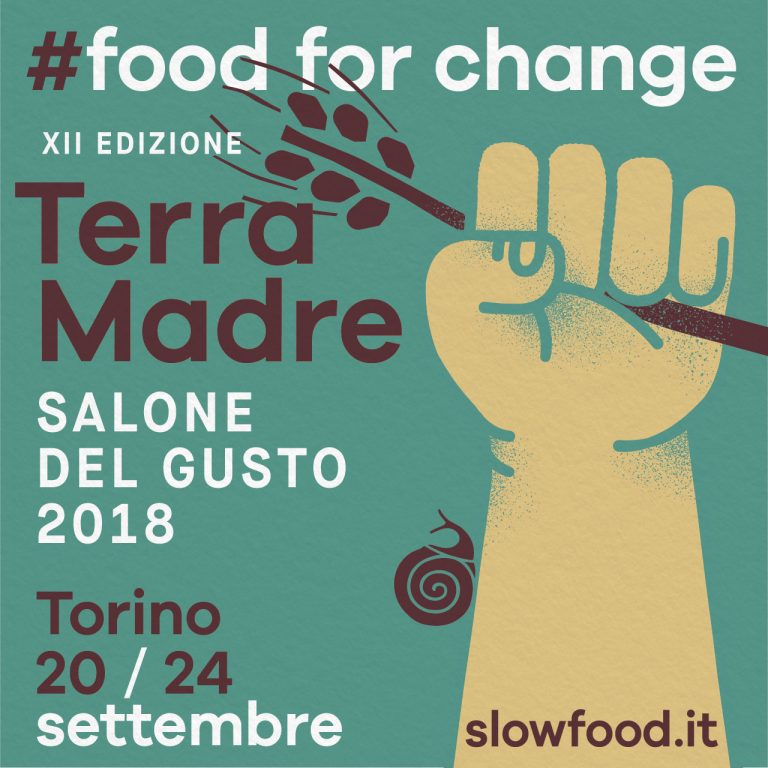 #food for change
XII EDIZIONE
Terra
Madre
SALONE
DEL GUSTO
2018
Torino
20 / 24
settembre
slowfood.it